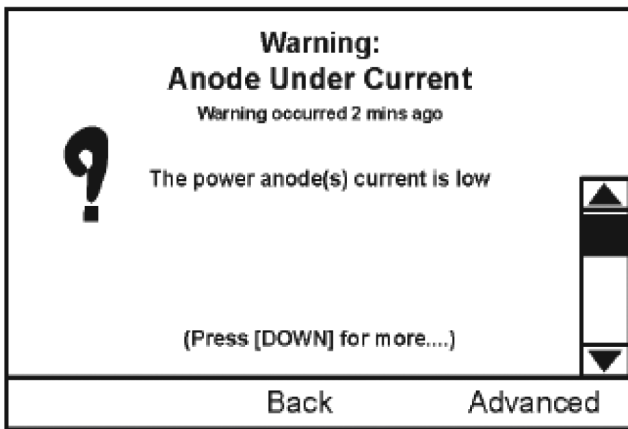 Warning:
Anode Under Current
Warning occurred 2 mins ago
The power anode(s) current is low
(Press [DOWN] for more....)
Back Advanced